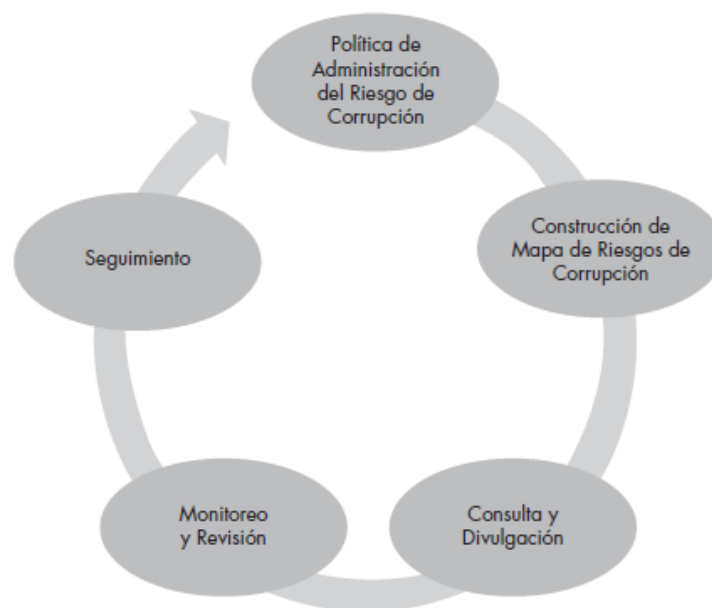 Política de
Administración
del Riesgo de
Corrupción
Construcción de
Mapa de Riesgos de
Corrupción
Consulta y
Divulgación
Monitoreo
y Revisión
Seguimiento